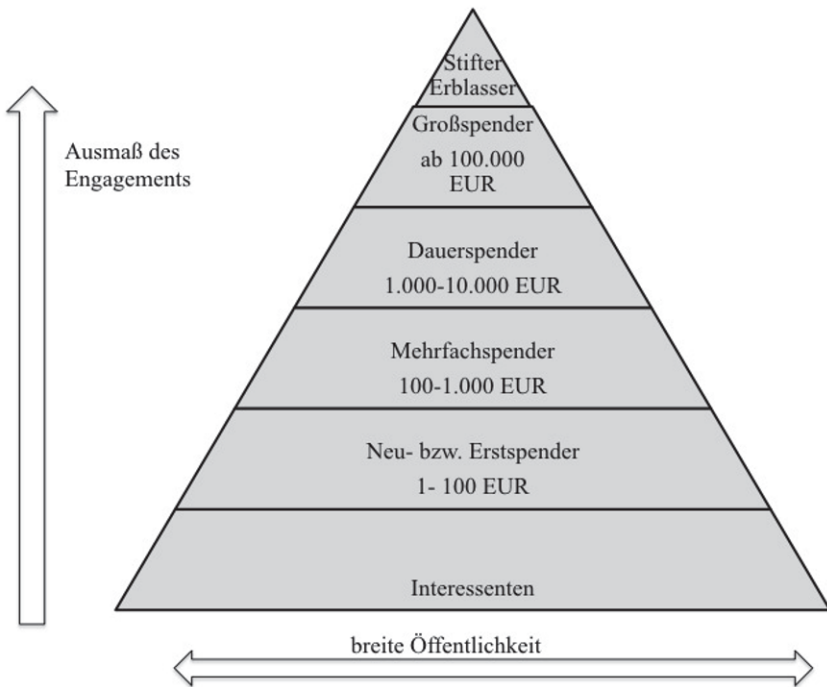 Stifter
Erblasser
Großspender
ab 100.000
EUR
Ausmaß des
Engagements
Dauerspender
1.000-10.000 EUR
Mehrfachspender
100-1.000 EUR
Neu- bzw. Erstspender
1- 100 EUR
Interessenten
breite Öffentlichkeit